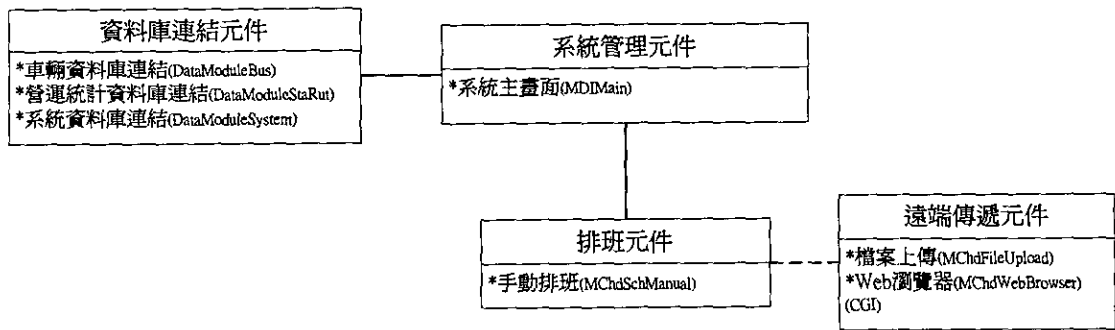 資料庫連結元件
*車輛資料庫連結(DataModuleBus)
*營運統計資料庫連結(DataModuleStaRut)
*系統資料庫連結(DataModuleSystem)
系統管理元件
*系統主畫面(MDIMain)
排班元件
*手動排班(MChdSchManual)
遠端傳遞元件
*檔案上傳(MChdFileUpload)
*Web瀏覽器(MChdWebBrowser)
(CGI)